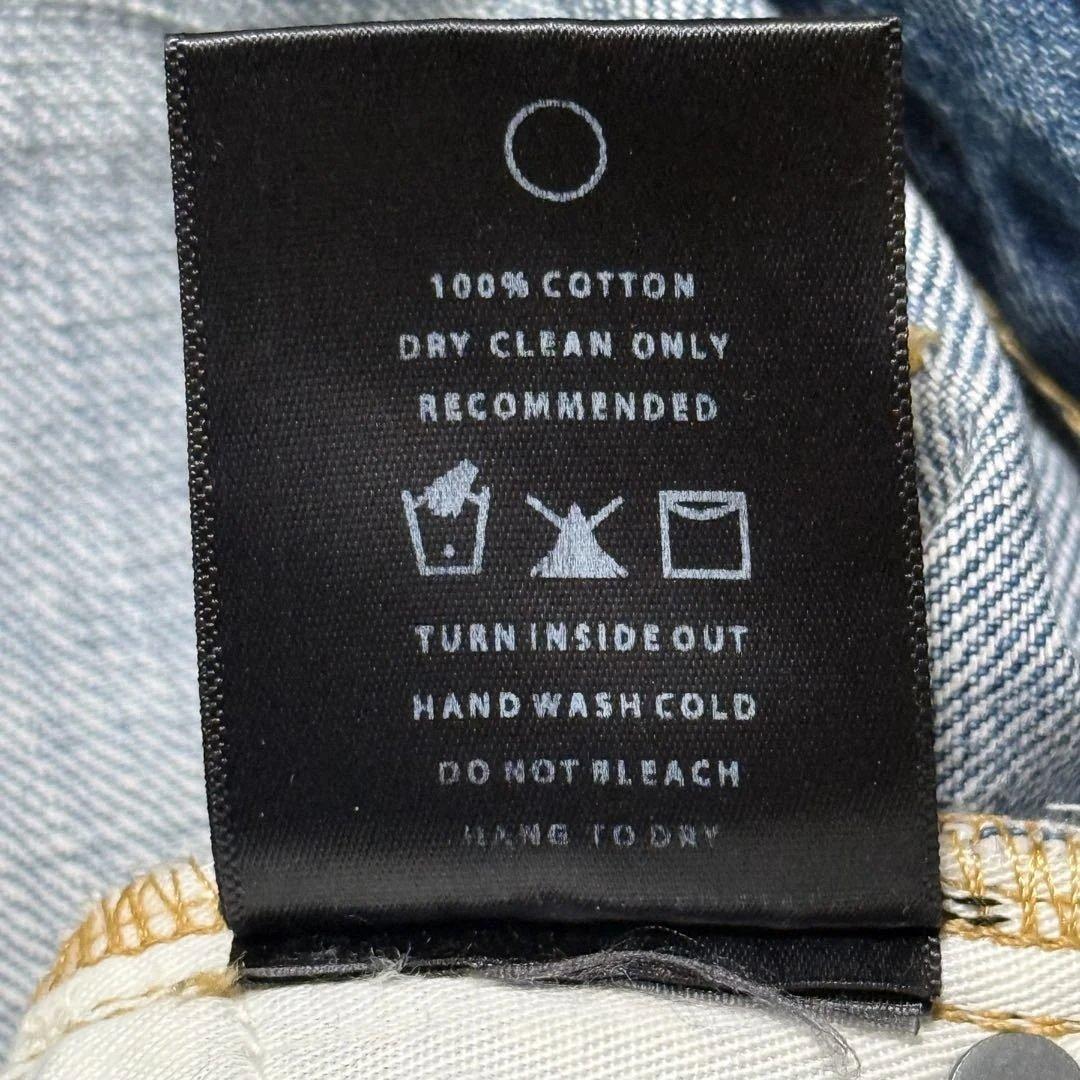 100% COTTON
DRY CLEAN ONLY
RECOMMENDED
TURN INSIDE OUT
HAND WASH COLD
DO NOT BLEACH
HANG TO DRY